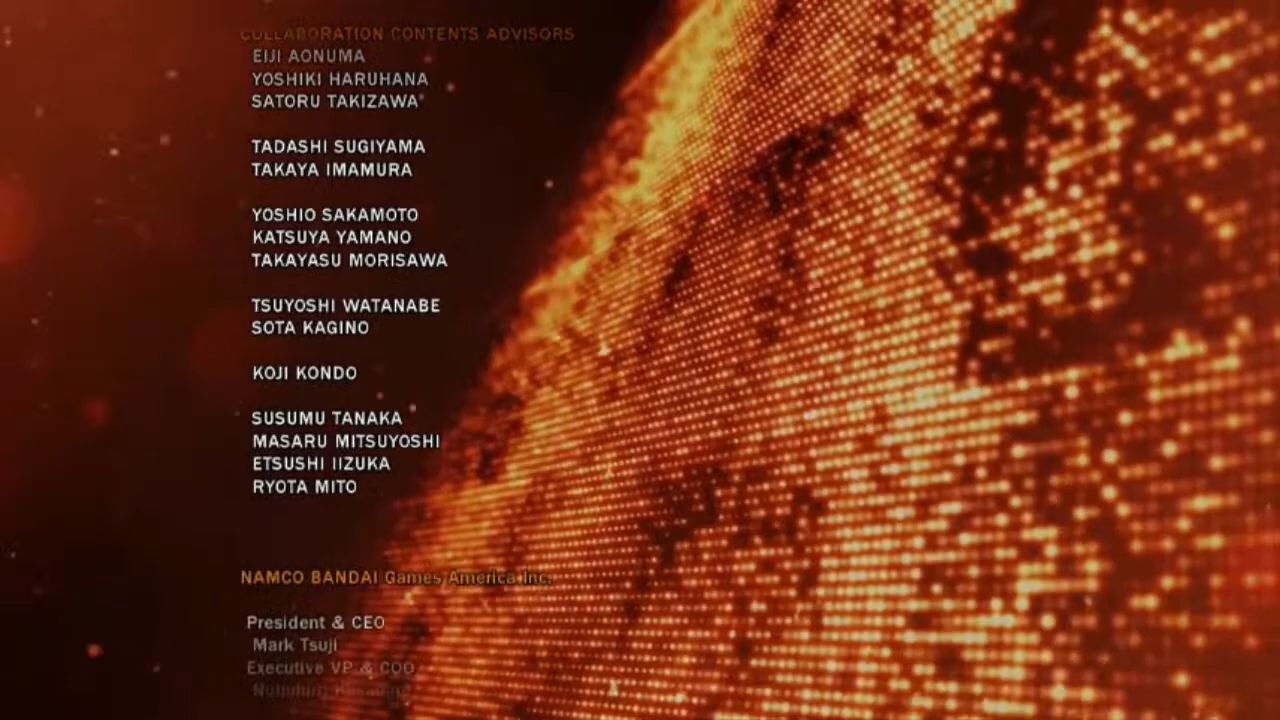 COLLABORATION CONTENTS ADVISORS
EIJI AONUMA
YOSHIKI HARUHANA
SATORU TAKIZAWA*
TADASHI SUGIYAMA
TAKAYA IMAMURA
YOSHIO SAKAMOTO
KATSUYA YAMANO
TAKAYASU MORISAWA
TSUYOSHI WATANABE
SOTA KAGINO
KOJI KONDO
SUSUMU TANAKA
MASARU MITSUYOSHI
ETSUSHI IIZUKA
RYOTA MITO
NAMCO BANDAI Games America Inc.
President & CEO
Mark Tsuji
Executive VP & COO